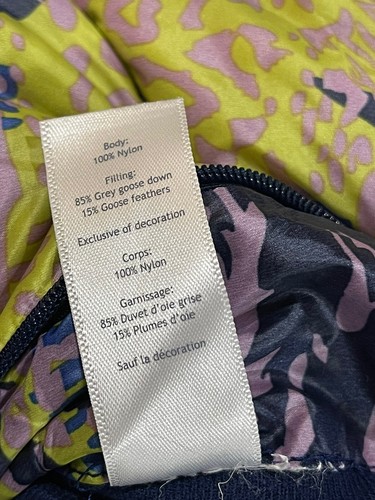 Body:
100% Nylon
Filling:
85% Grey goose down
15% Goose feathers
Exclusive of decoration
Corps:
100% Nylon
Garnissage:
85% Duvet d'oie grise
15% Plumes d'oie
Sauf la décoration